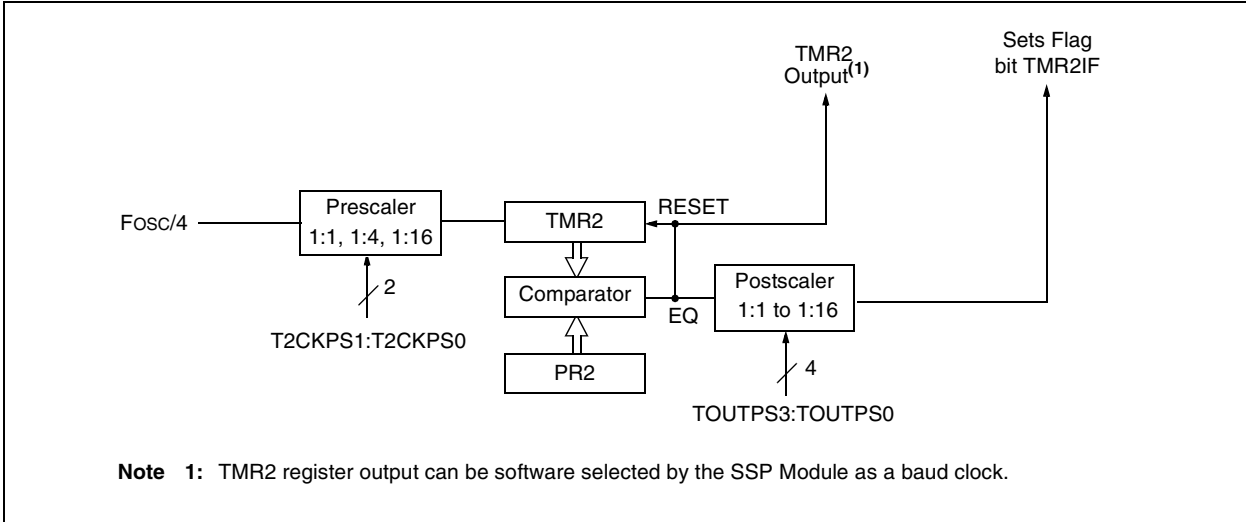 TMR2
Output(1)
Sets Flag
bit TMR2IF
FOSC/4
Prescaler
1:1, 1:4, 1:16
2
T2CKPS1:T2CKPS0
TMR2
RESET
Comparator
EQ
PR2
Postscaler
1:1 to 1:16
4
TOUTPS3:TOUTPS0
Note 1: TMR2 register output can be software selected by the SSP Module as a baud clock.